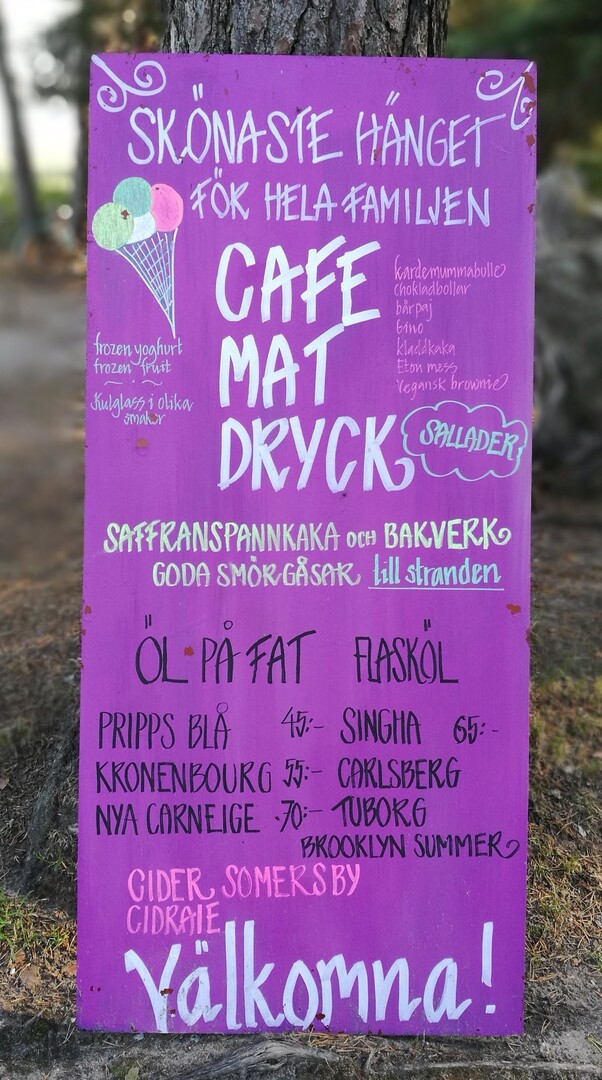 SKÖNASTE HÄNGET
FÖR HELA FAMILJEN
CAFE
MAT
DRYCK
kardemummabulle
chokladbollar
bårpaj
Gino
kladdkaka
Eton mess
Vegansk brownie
SALLADER
frozen yoghurt
frozen fruit
Kulglass i olika
smaker
SAFFRANSPANNKAKA OCH BAKVERK
GODA SMÖRGÅSAR till stranden
ÖL PÅ FAT FLASKÖL
PRIPPS BLÅ 45:- SINGHA 65:-
KRONENBOURG 55:- CARLSBERG
NYA CARNEIGE 70:- TUBORG
BROOKLYN SUMMER
CIDER SOMERSBY
CIDRAIE
Välkomna!